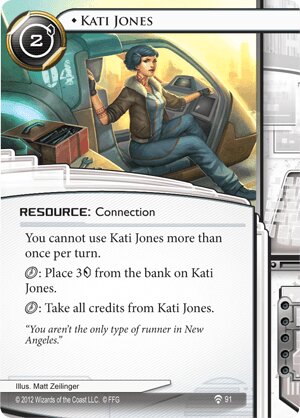 2
• KATI JONES
RESOURCE: Connection
You cannot use Kati Jones more than
once per turn.
: Place 3 from the bank on Kati
Jones.
: Take all credits from Kati Jones.
“You aren’t the only type of runner in New
Angeles.”
Illus. Matt Zeilinger
© 2012 Wizards of the Coast LLC. © FFG
91